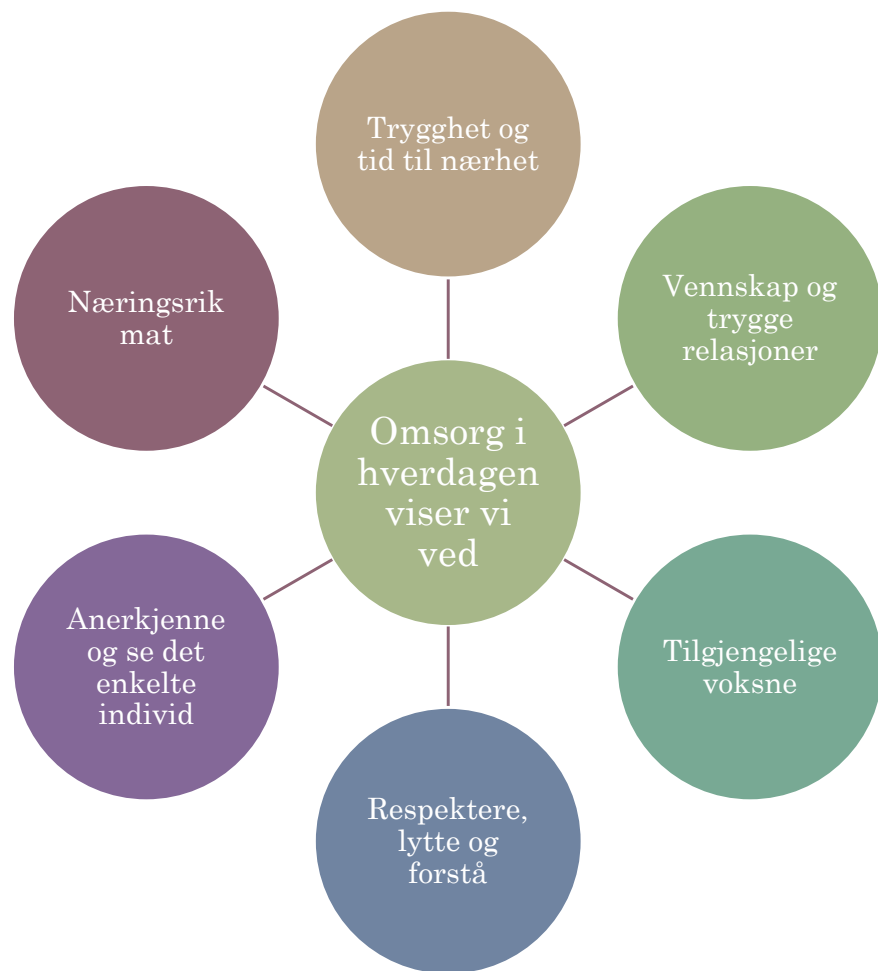 Trygghet og
tid til nærhet
Vennskap og
trygge
relasjoner
Tilgjengelige
voksne
Respektere,
lytte og
forstå
Anerkjenne
og se det
enkelte
individ
Næringsrik
mat
Omsorg i
hverdagen
viser vi
ved